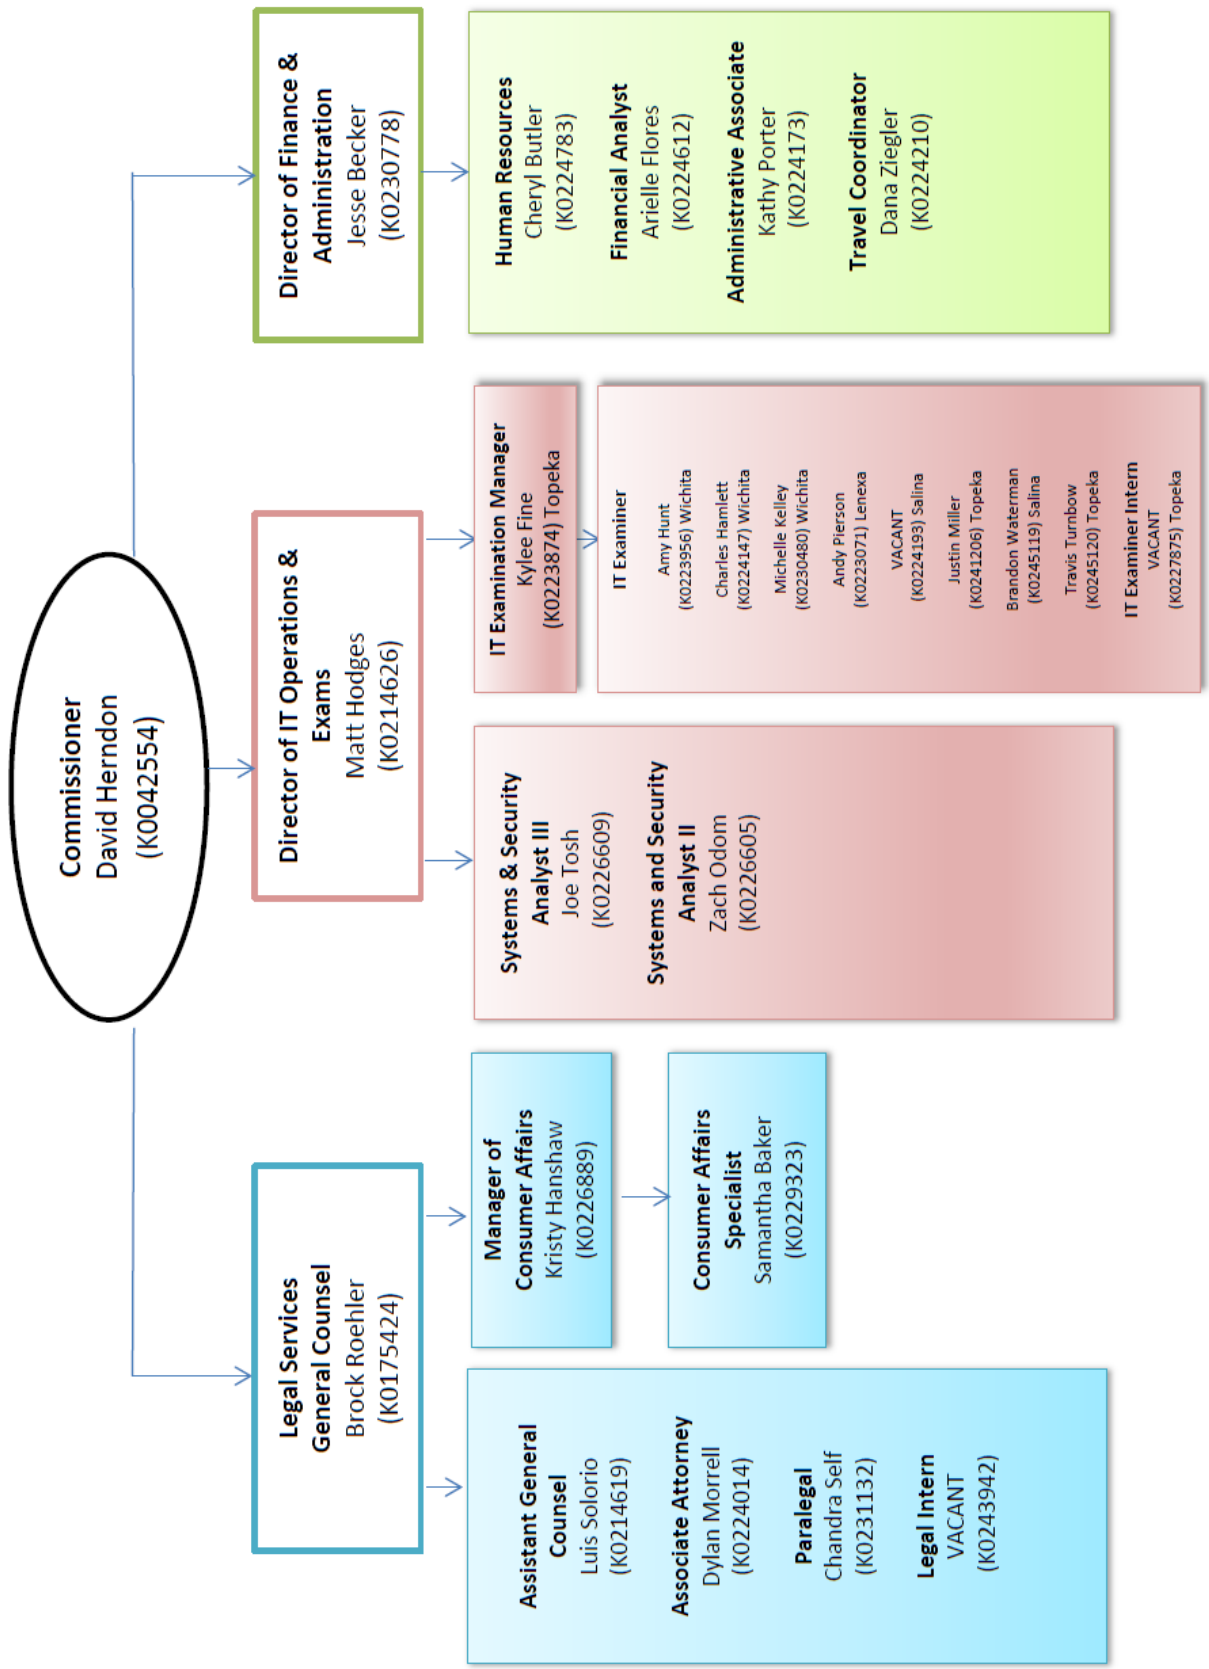 Commissioner
David Herndon
(K0042554)
Legal Services
General Counsel
Brock Roehler
(K0175424)
Assistant General
Counsel
Luis Solorio
(K0214619)
Associate Attorney
Dylan Morrell
(K0224014)
Paralegal
Chandra Self
(K0231132)
Legal Intern
VACANT
(K0243942)
Manager of
Consumer Affairs
Kristy Hanshaw
(K0226889)
Consumer Affairs
Specialist
Samantha Baker
(K0229323)
Director of IT Operations &
Exams
Matt Hodges
(K0214626)
Systems & Security
Analyst III
Joe Tosh
(K0226609)
Systems and Security
Analyst II
Zach Odom
(K0226605)
IT Examination Manager
Kylee Fine
(K0223874) Topeka
IT Examiner
Amy Hunt
(K0223956) Wichita
Charles Hamlett
(K0224147) Wichita
Michelle Kelley
(K0230480) Wichita
Andy Pierson
(K0223071) Lenexa
VACANT
(K0224193) Salina
Justin Miller
(K0241206) Topeka
Brandon Waterman
(K0245119) Salina
Travis Turnbow
(K0245120) Topeka
IT Examiner Intern
VACANT
(K0227875) Topeka
Director of Finance &
Administration
Jesse Becker
(K0230778)
Human Resources
Cheryl Butler
(K0224783)
Financial Analyst
Arielle Flores
(K0224612)
Administrative Associate
Kathy Porter
(K0224173)
Travel Coordinator
Dana Ziegler
(K0224210)